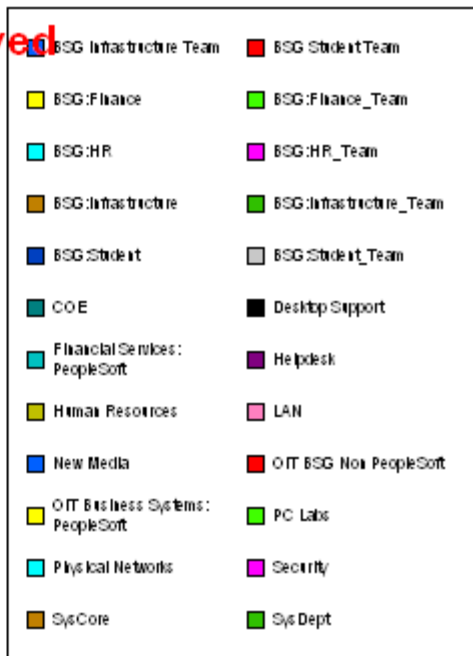 ved
BSG Infrastructure Team
BSG Student Team
BSG:Finance
BSG:Finance_Team
BSG:HR
BSG:HR_Team
BSG:Infrastructure
BSG:Infrastructure_Team
BSG:Student
BSG:Student_Team
COE
Desktop Support
Financial Services:
PeopleSoft
Helpdesk
Human Resources
LAN
New Media
OIT BSG Non PeopleSoft
OIT Business Systems:
PeopleSoft
PC Labs
Physical Networks
Security
SysCore
SysDept